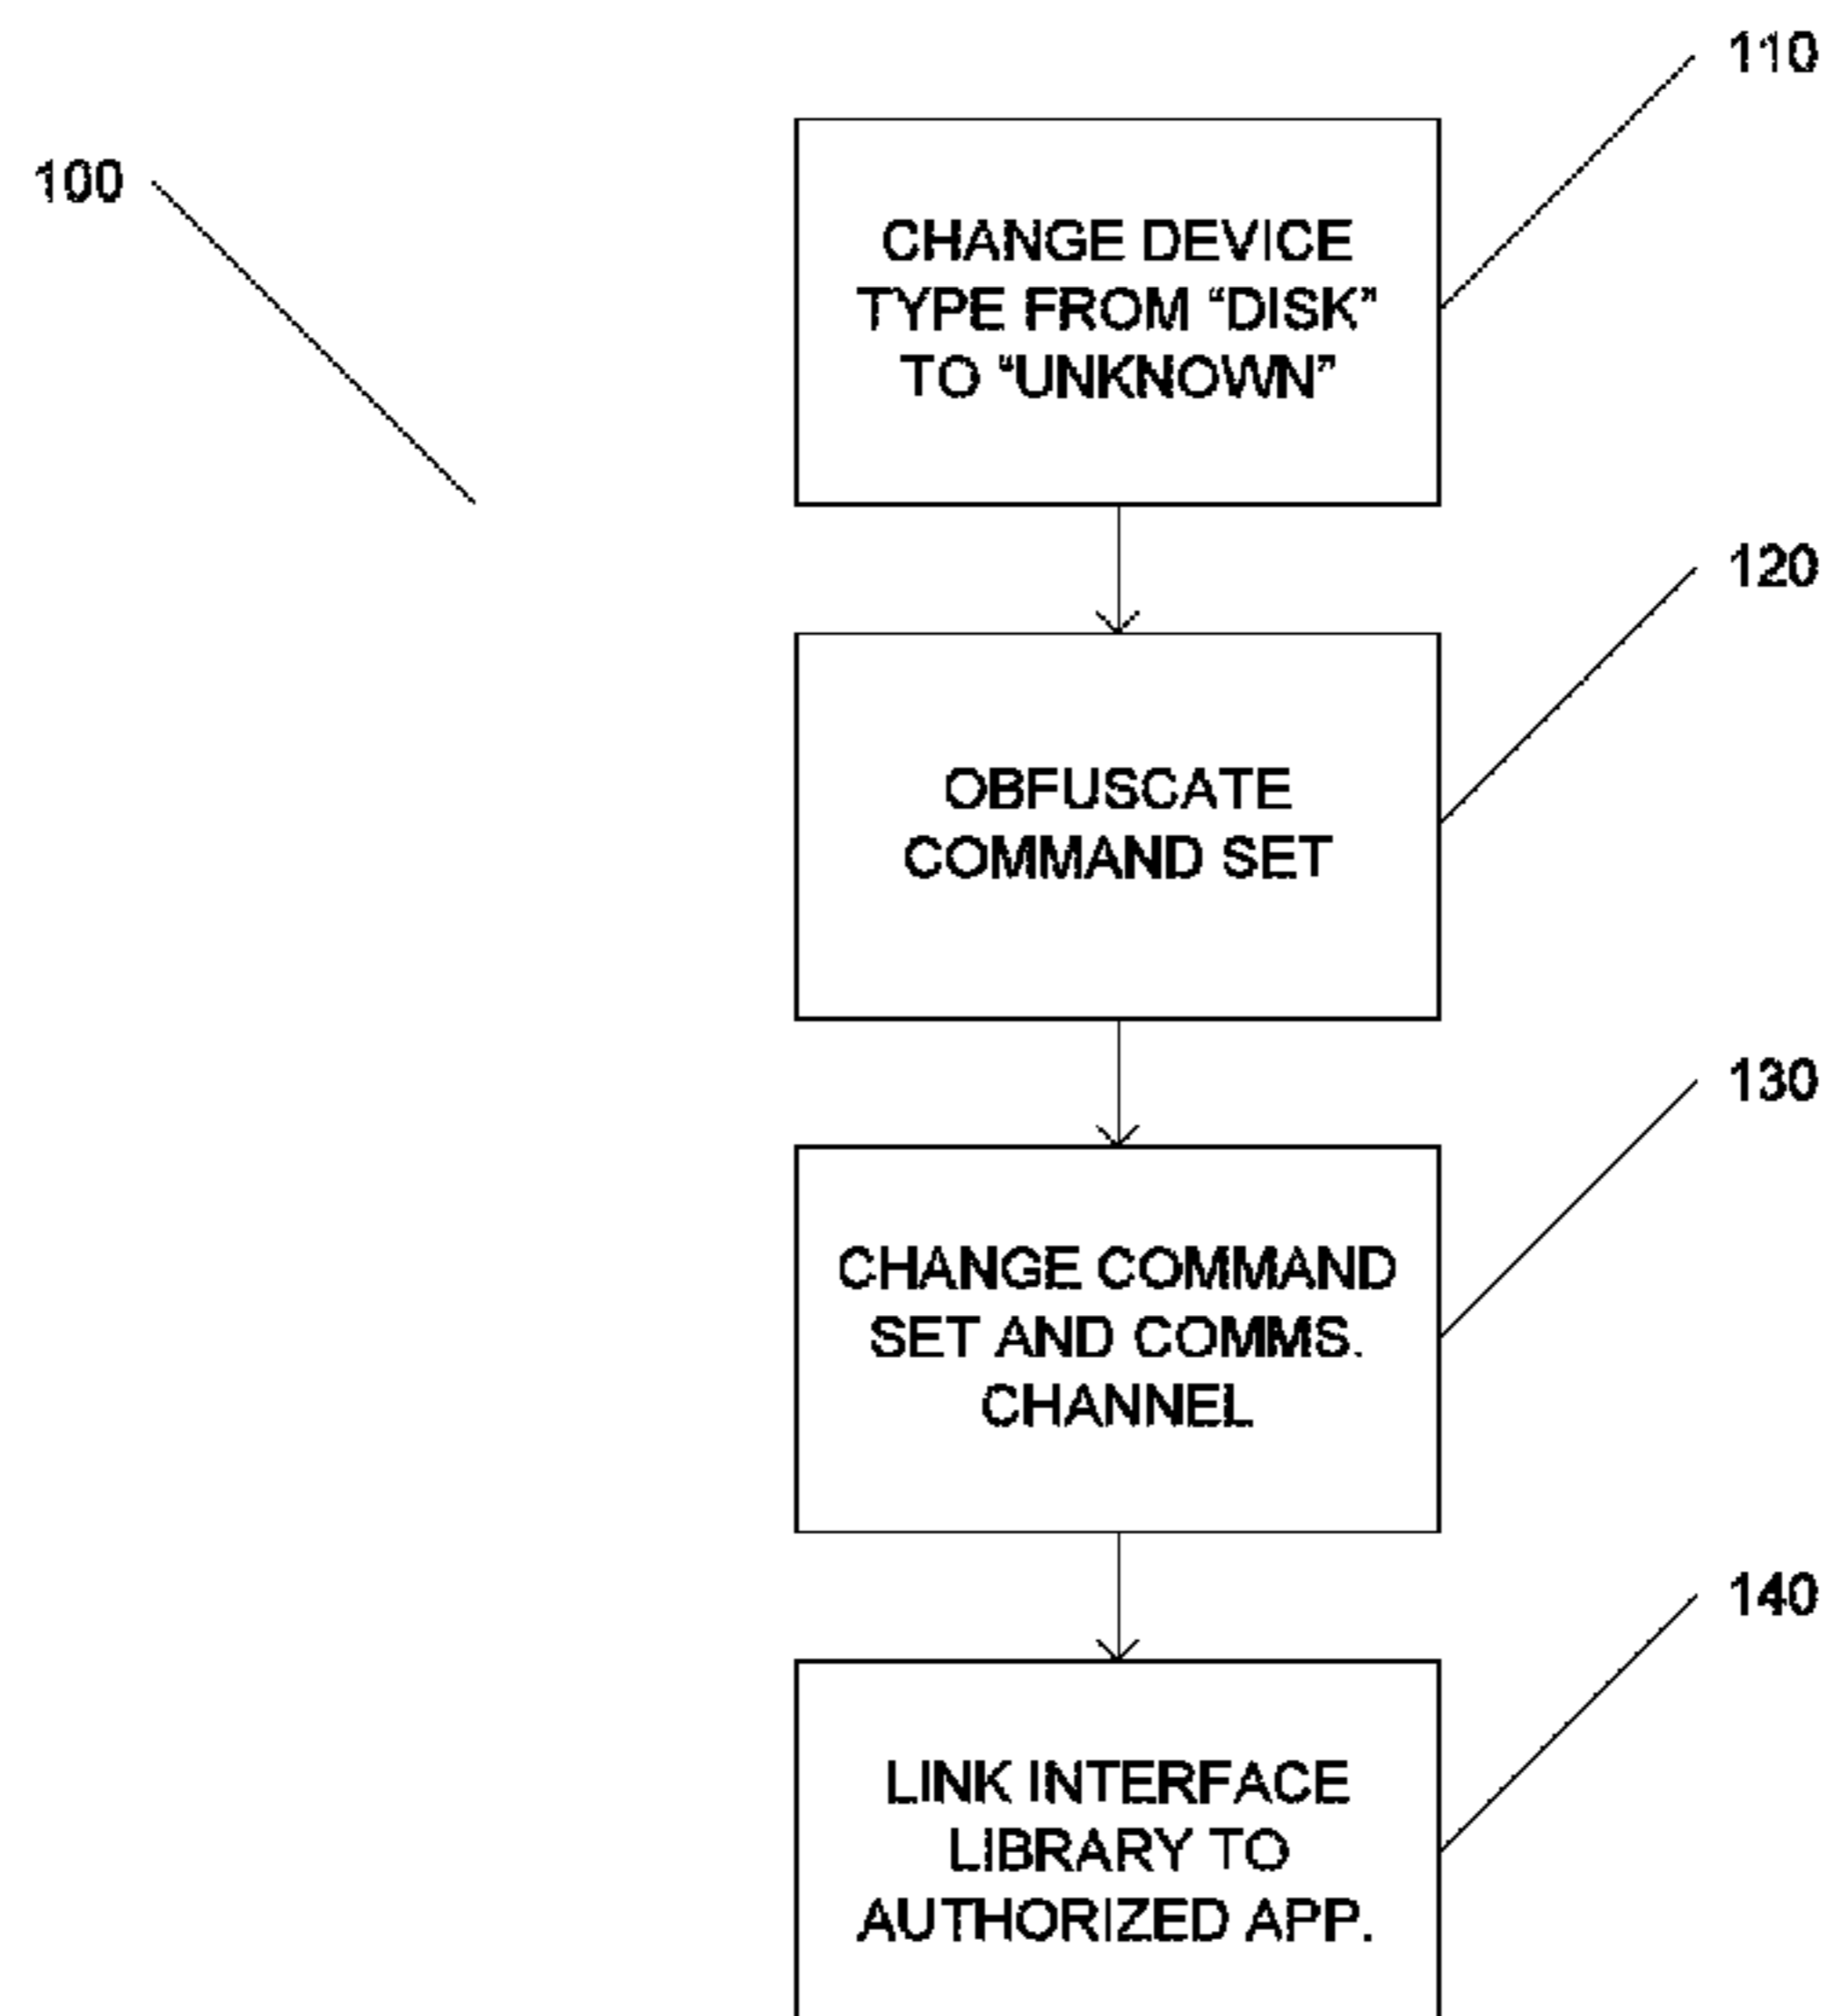 110
100
CHANGE DEVICE
TYPE FROM “DISK”
TO “UNKNOWN”
120
OBFUSCATE
COMMAND SET
130
CHANGE COMMAND
SET AND COMMS.
CHANNEL
140
LINK INTERFACE
LIBRARY TO
AUTHORIZED APP.